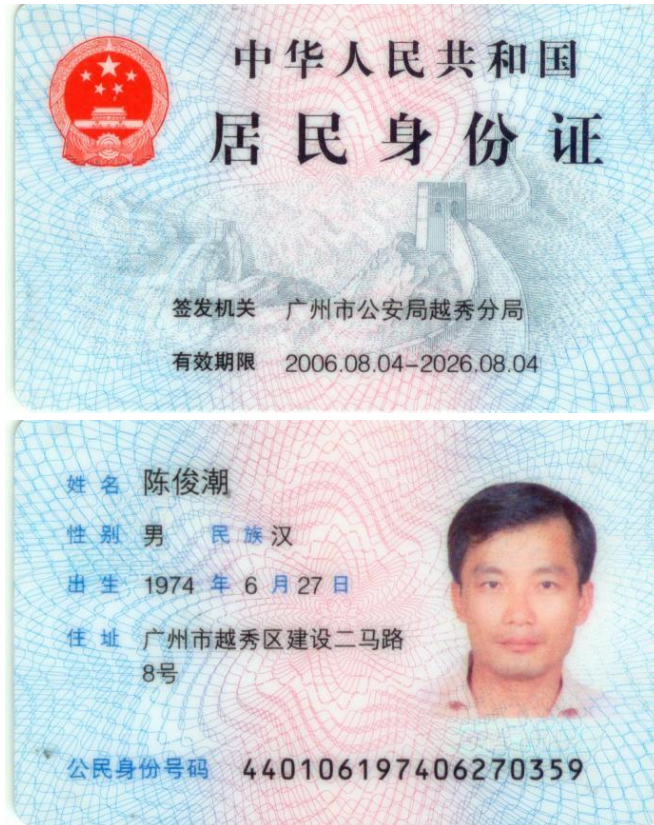 中华人民共和国
居民身份证
签发机关 广州市公安局越秀分局
有效期限 2006.08.04-2026.08.04
姓名 陈俊潮
性别 男 民族 汉
出生 1974 年 6 月 27 日
住址 广州市越秀区建设二马路
8号
公民身份号码 440106197406270359